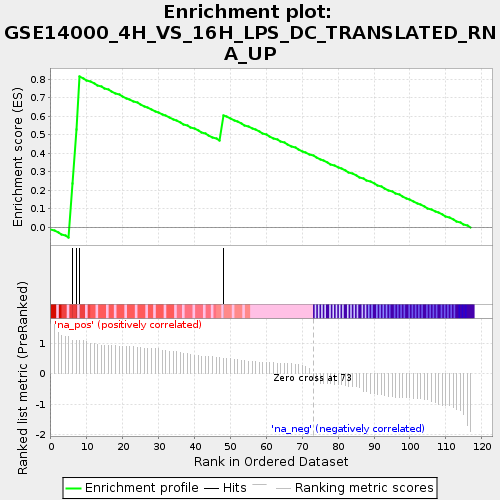 Enrichment plot:
GSE14000_4H_VS_16H_LPS_DC_TRANSLATED_RN
A_UP
Enrichment score (ES)
0.8
0.7
0.6
0.5
0.4
0.3
0.2
0.1
0.0
'na_pos' (positively correlated)
Ranked list metric (PreRanked)
1
0
-1
-2
Zero cross at 73
'na_neg' (negatively correlated)
0 10 20 30 40 50 60 70 80 90 100 110 120
Rank in Ordered Dataset
Enrichment profile Hits Ranking metric scores